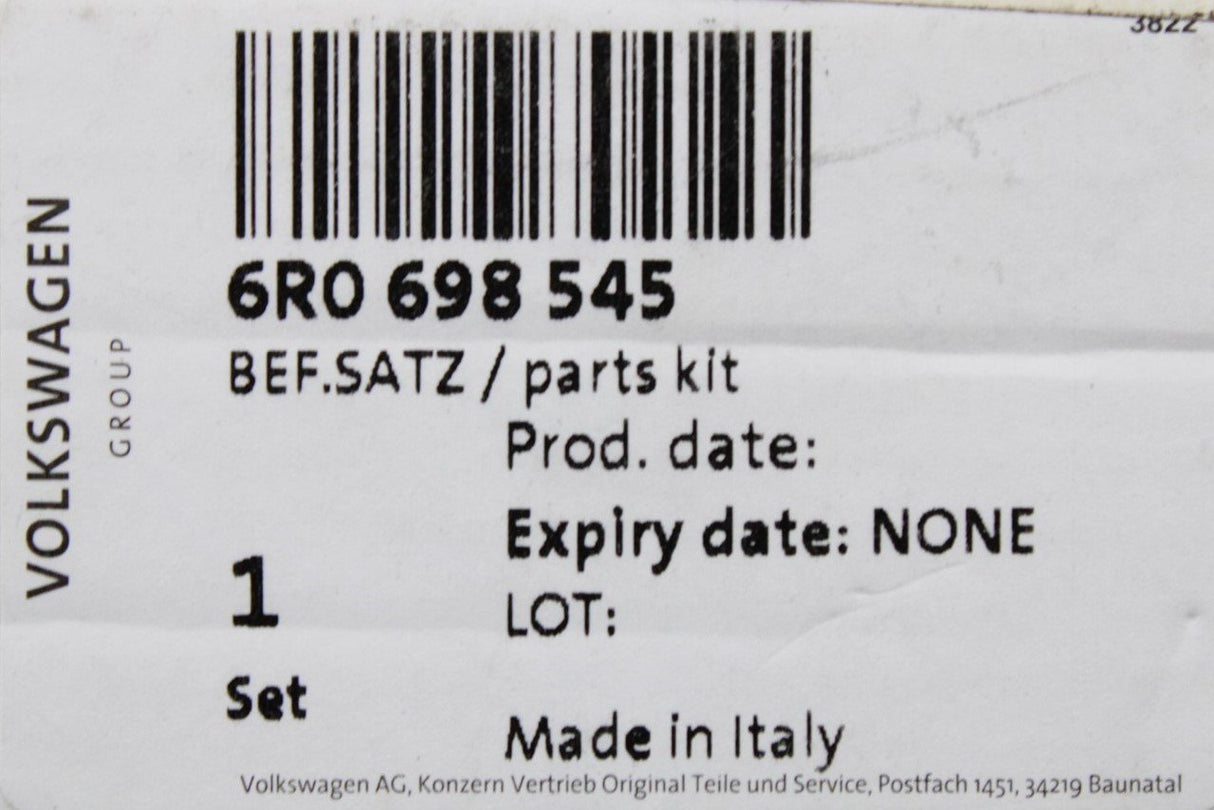 3822
VOLKSWAGEN
GROUP
6R0 698 545
BEF.SATZ / parts kit
Prod. date:
Expiry date: NONE
1
LOT:
Set
Made in Italy
Volkswagen AG, Konzern Vertrieb Original Teile und Service, Postfach 1451, 34219 Baunatal